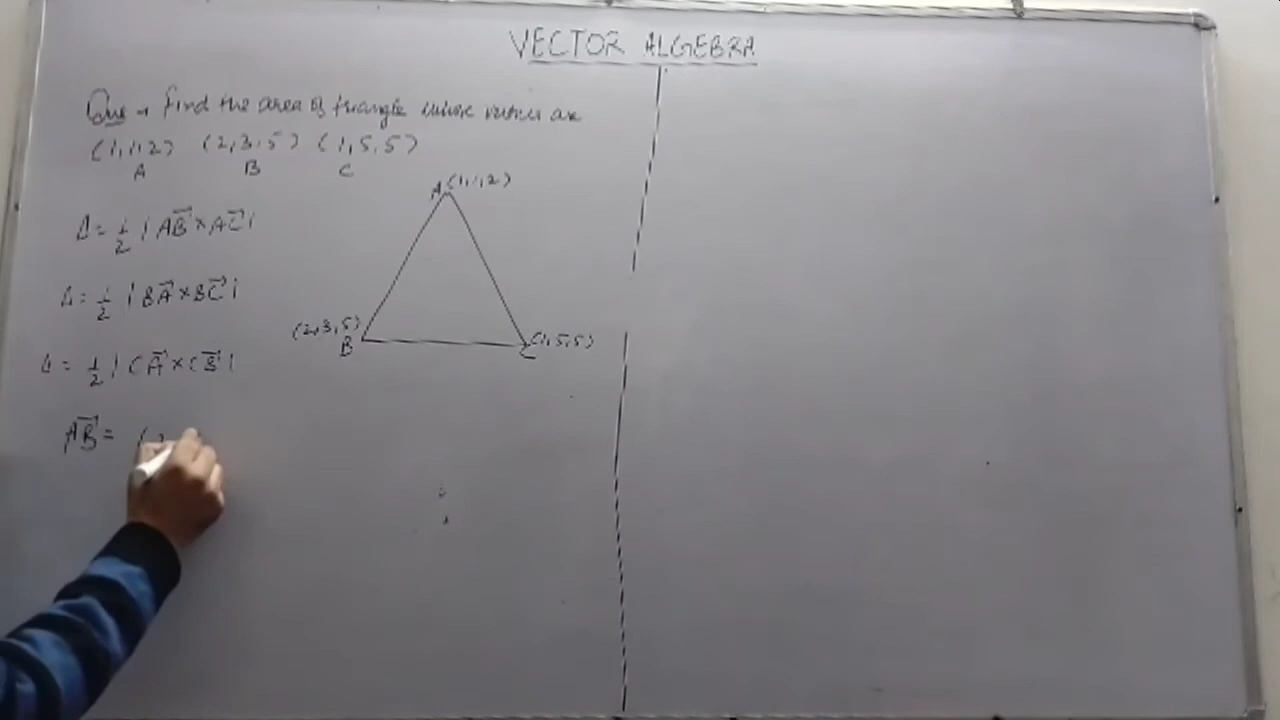 VECTOR ALGEBRA
Que → Find the area of triangle whose vertices are
(1,1,2) (2,3,5) (1,5,5)
A B C
A(1,1,2)
Δ = 1/2 |AB⃗ × AC⃗|
Δ = 1/2 |BA⃗ × BC⃗|
(2,3,5) (1,5,5)
B C
Δ = 1/2 |CA⃗ × CB⃗|
AB⃗ = (2